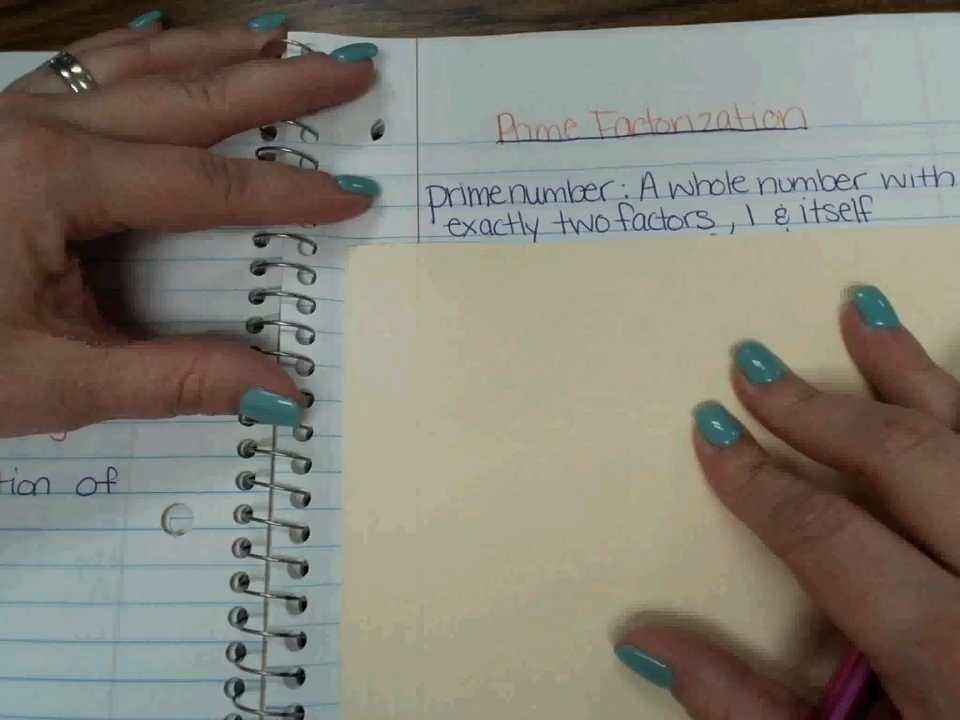 Prime Factorization
prime number: A whole number with
exactly two factors, 1 & itself
tion of